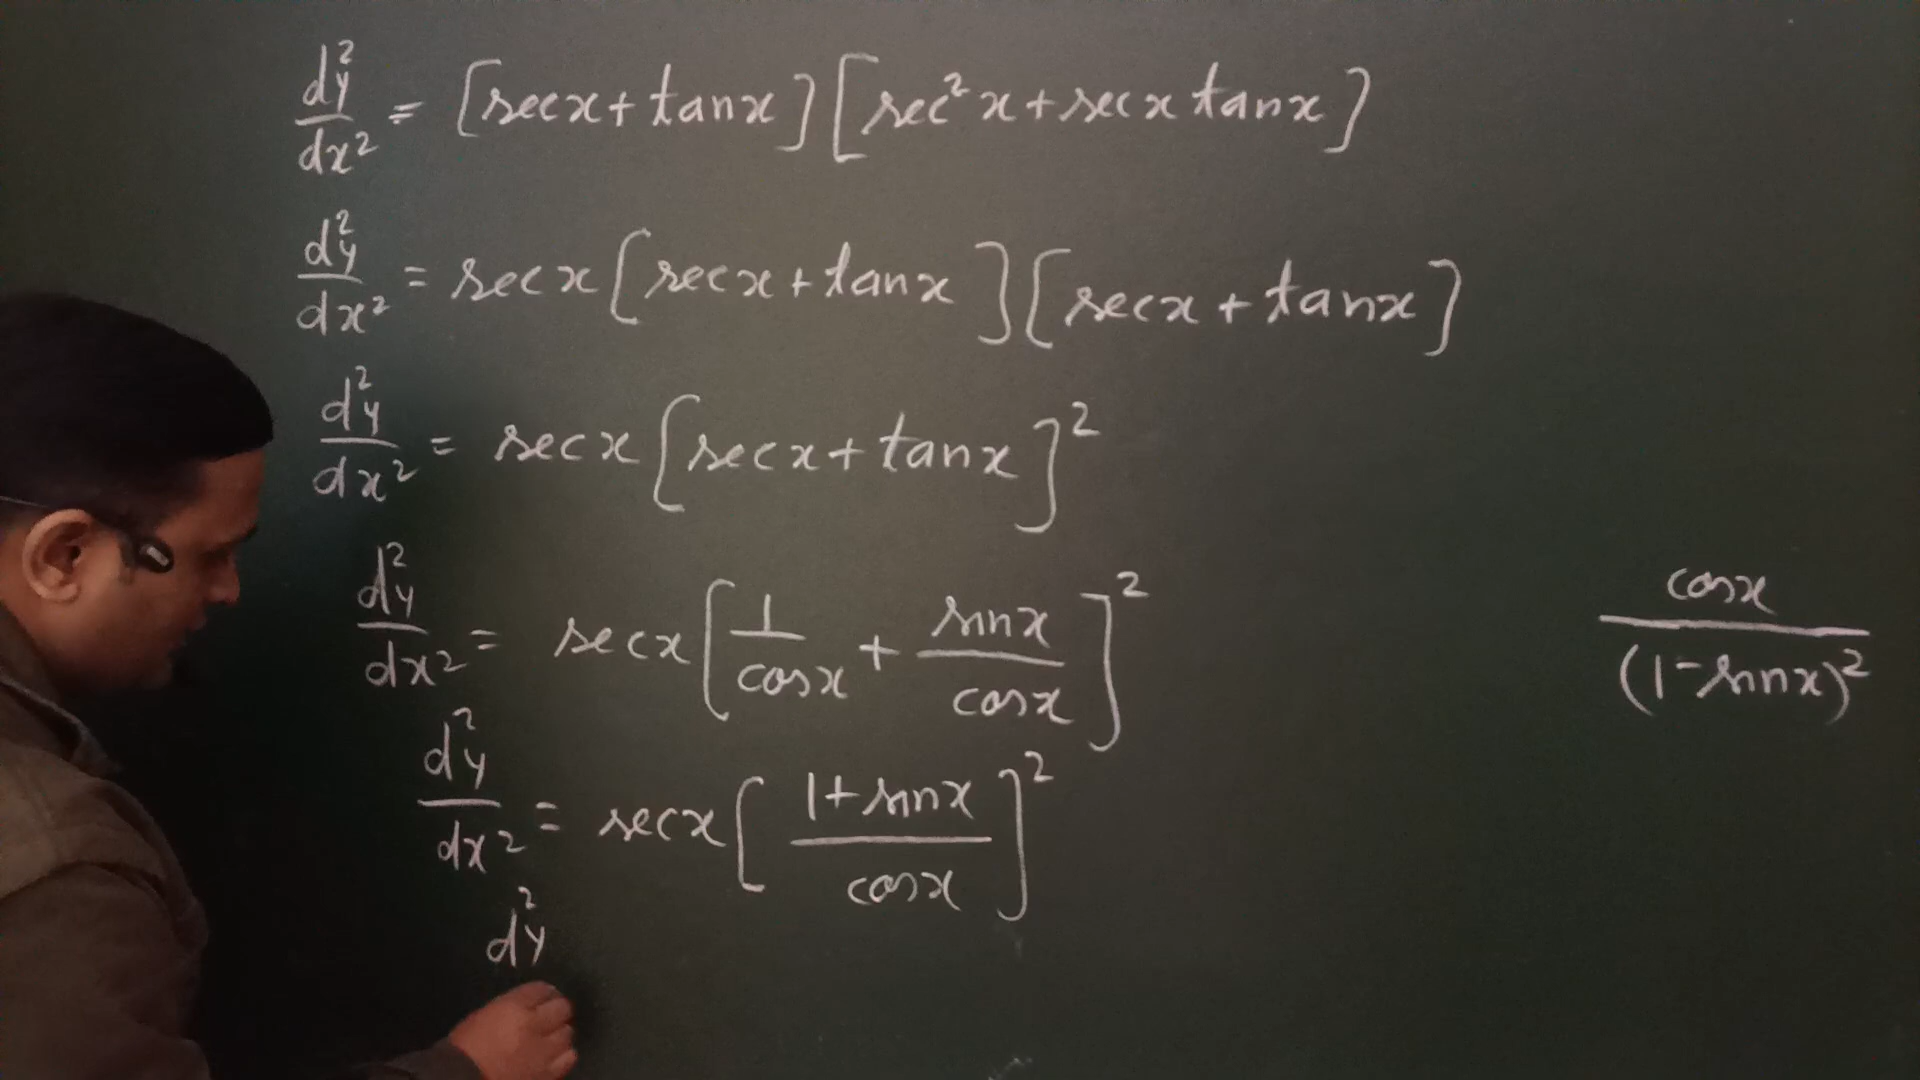 d²y/dx² = [secx + tanx][sec²x + secx tanx]
d²y/dx² = secx[secx + tanx][secx + tanx]
d²y/dx² = secx[secx + tanx]²
d²y/dx² = secx[1/cosx + sinx/cosx]²
cosx/(1-sinx)²
d²y/dx² = secx[(1+sinx)/cosx]²
d²y